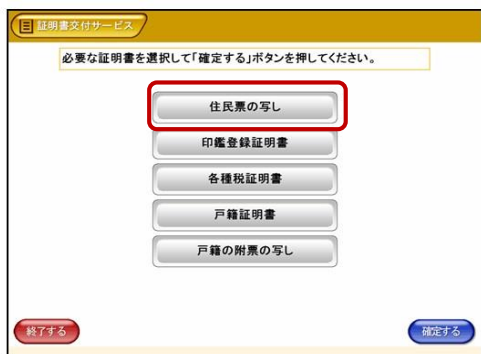 証明書交付サービス
必要な証明書を選択して「確定する」ボタンを押してください。
住民票の写し
印鑑登録証明書
各種税証明書
戸籍証明書
戸籍の附票の写し
終了する
確定する